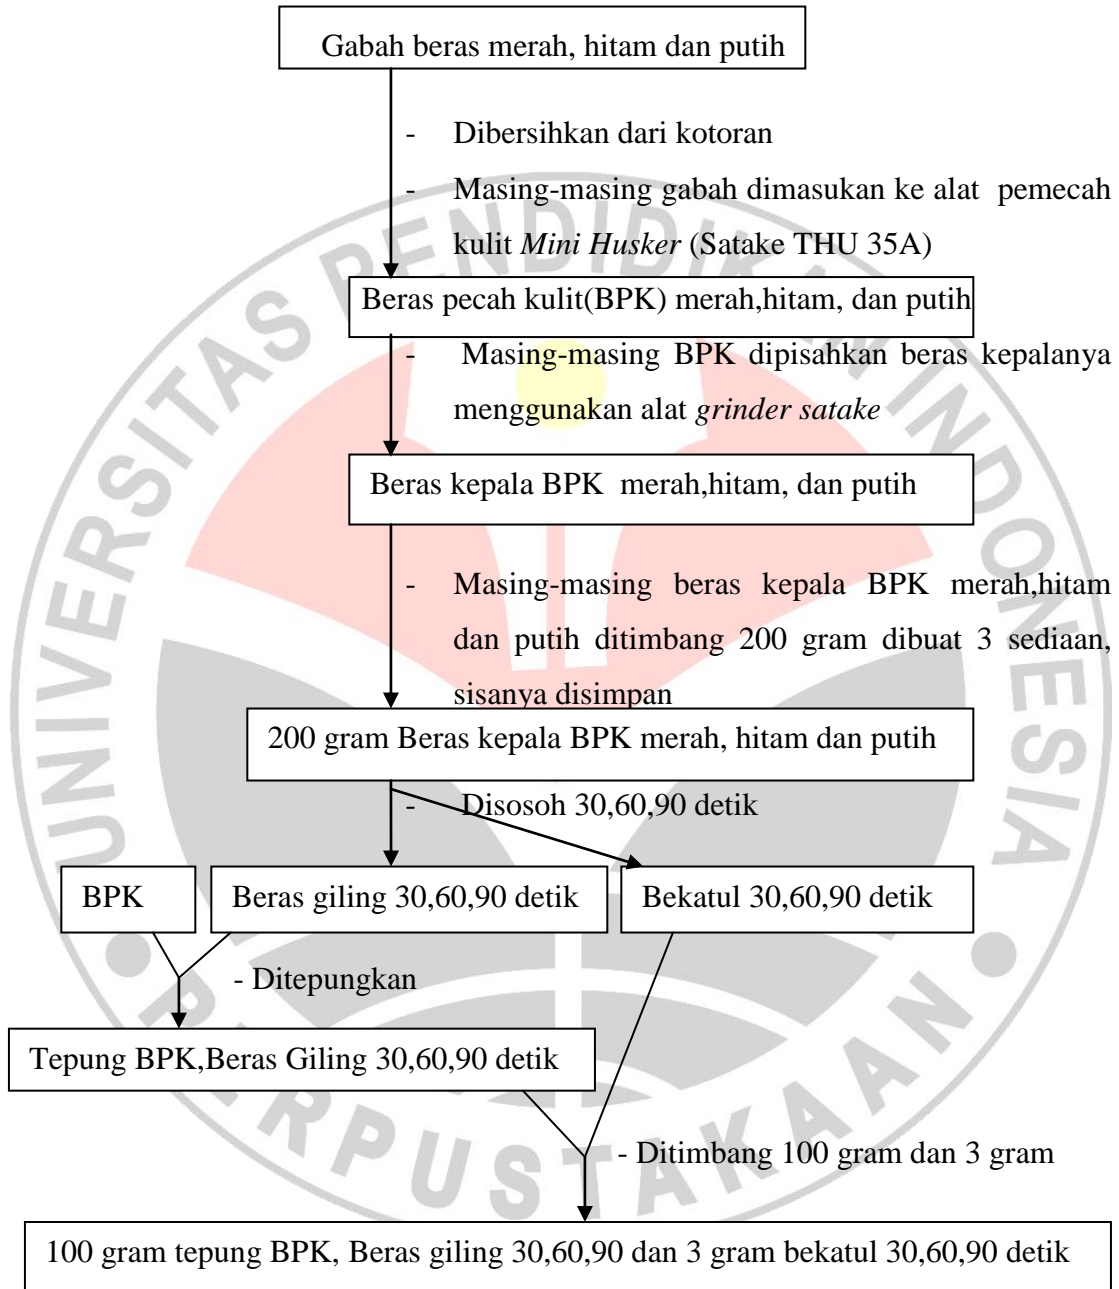 Gabah beras merah, hitam dan putih
- Dibersihkan dari kotoran
- Masing-masing gabah dimasukan ke alat pemecah
kulit Mini Husker (Satake THU 35A)
Beras pecah kulit(BPK) merah,hitam, dan putih
- Masing-masing BPK dipisahkan beras kepalanya
menggunakan alat grinder satake
Beras kepala BPK merah,hitam, dan putih
- Masing-masing beras kepala BPK merah,hitam
dan putih ditimbang 200 gram dibuat 3 sediaan,
sisanya disimpan
200 gram Beras kepala BPK merah, hitam dan putih
- Disosoh 30,60,90 detik
BPK
Beras giling 30,60,90 detik
Bekatul 30,60,90 detik
- Ditepungkan
Tepung BPK,Beras Giling 30,60,90 detik
- Ditimbang 100 gram dan 3 gram
100 gram tepung BPK, Beras giling 30,60,90 dan 3 gram bekatul 30,60,90 detik
UNIVERSITAS PENDIDIKAN INDONESIA
PERPUSTAKAAN